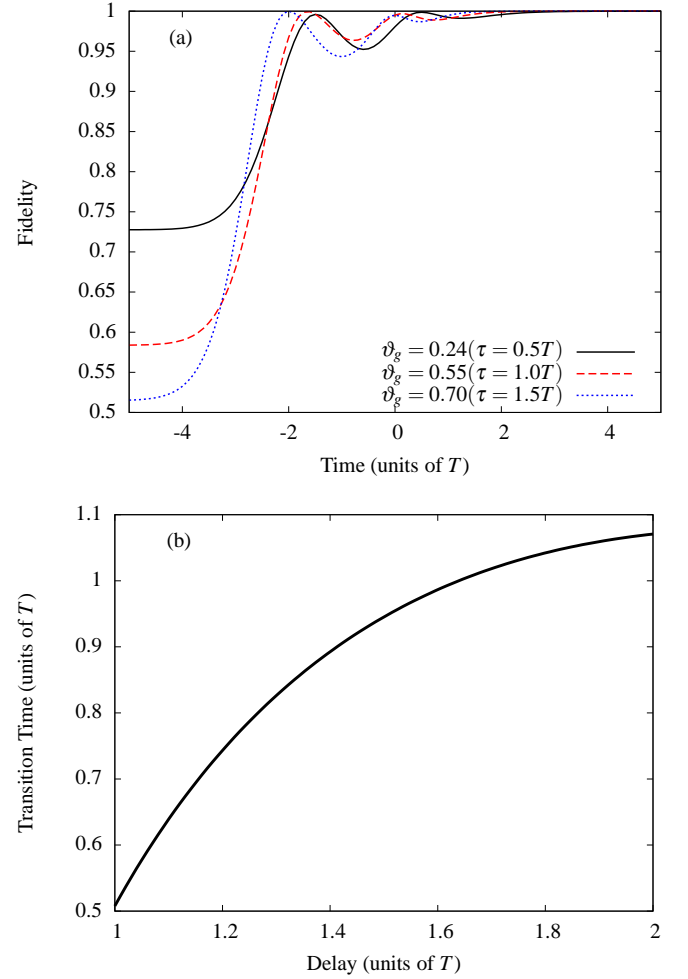 1
0.95
0.9
0.85
0.8
0.75
0.7
0.65
0.6
0.55
0.5
(a)
Fidelity
ϑg = 0.24(τ = 0.5T)
ϑg = 0.55(τ = 1.0T)
ϑg = 0.70(τ = 1.5T)
-4 -2 0 2 4
Time (units of T)
1.1
1
0.9
0.8
0.7
0.6
0.5
(b)
Transition Time (units of T)
1 1.2 1.4 1.6 1.8 2
Delay (units of T)